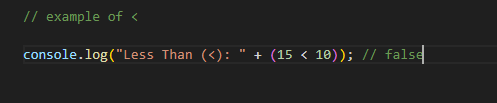 // example of <
console.log("Less Than (<): " + (15 < 10)); // false